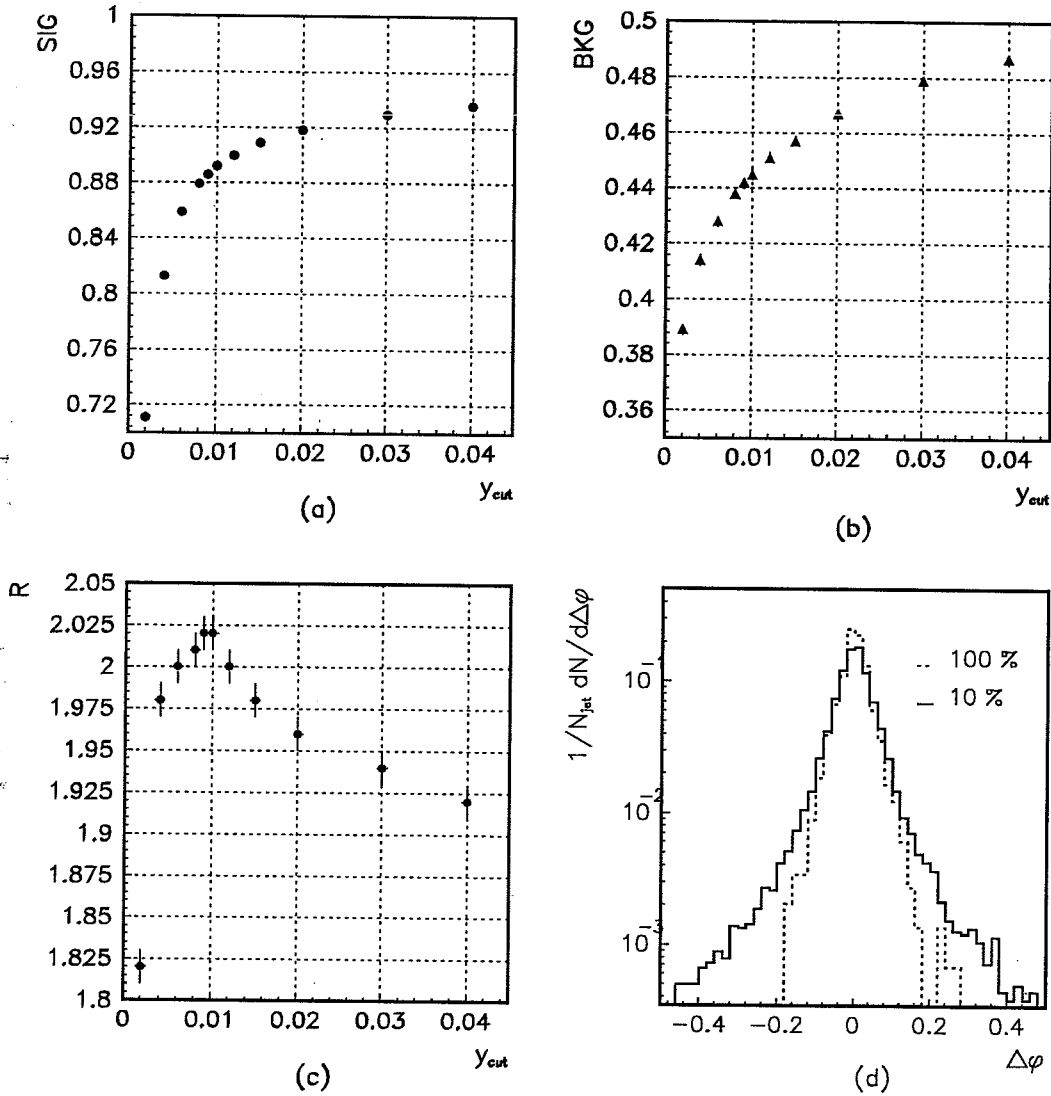 SIG
1
0.96
0.92
0.88
0.84
0.8
0.76
0.72
0 0.01 0.02 0.03 0.04
y_cut
(a)
BKG
0.5
0.48
0.46
0.44
0.42
0.4
0.38
0.36
0 0.01 0.02 0.03 0.04
y_cut
(b)
R
2.05
2.025
2
1.975
1.95
1.925
1.9
1.875
1.85
1.825
1.8
0 0.01 0.02 0.03 0.04
y_cut
(c)
1/N_jet dN/dΔφ
10^-1
10^-2
10^-3
100 %
10 %
-0.4 -0.2 0 0.2 0.4
Δφ
(d)